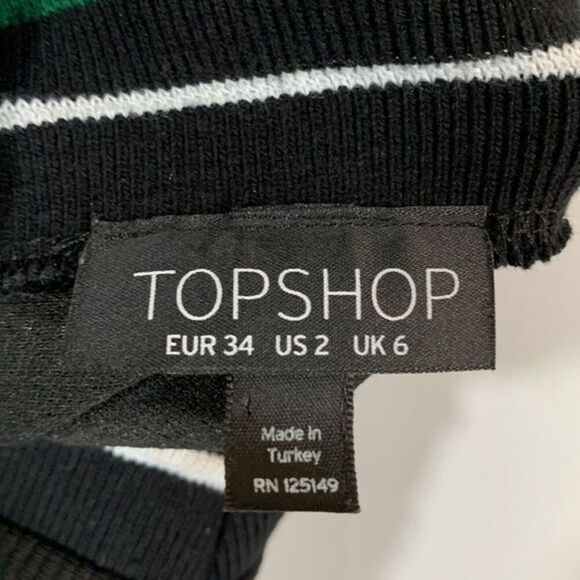 TOPSHOP
EUR 34 US 2 UK 6
Made in
Turkey
RN 125149